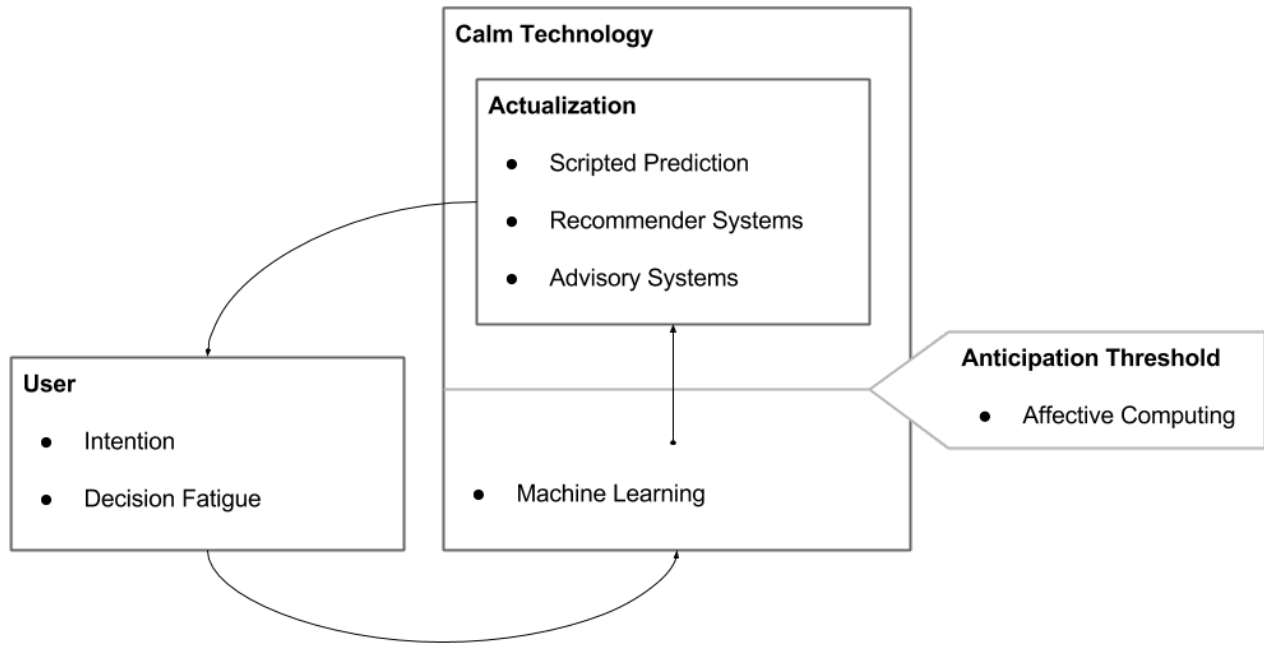 Calm Technology
Actualization
● Scripted Prediction
● Recommender Systems
● Advisory Systems
User
● Intention
● Decision Fatigue
Anticipation Threshold
● Affective Computing
● Machine Learning